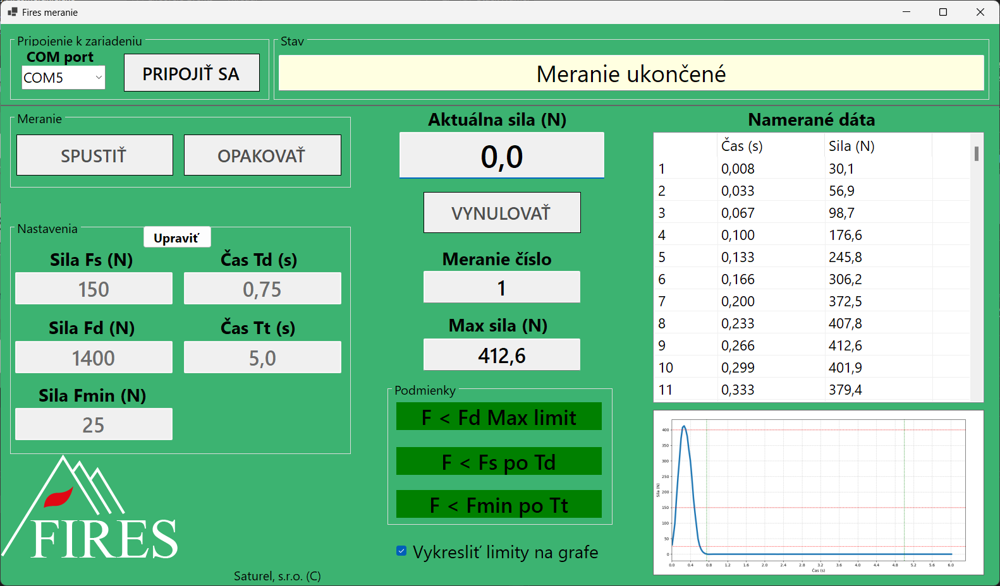 Fires meranie
Pripojenie k zariadeniu
COM port
COM5
PRIPOJIŤ SA
Stav
Meranie ukončené
Meranie
SPUSTIŤ
OPAKOVAŤ
Nastavenia
Upraviť
Sila Fs (N)
Čas Td (s)
150
0,75
Sila Fd (N)
Čas Tt (s)
1400
5,0
Sila Fmin (N)
25
FIRES
Saturel, s.r.o. (C)
Aktuálna sila (N)
0,0
VYNULOVAŤ
Meranie číslo
1
Max sila (N)
412,6
Podmienky
F < Fd Max limit
F < Fs po Td
F < Fmin po Tt
Vykresliť limity na grafe
Namerané dáta
Čas (s) Sila (N)
1 0,008 30,1
2 0,033 56,9
3 0,067 98,7
4 0,100 176,6
5 0,133 245,8
6 0,166 306,2
7 0,200 372,5
8 0,233 407,8
9 0,266 412,6
10 0,299 401,9
11 0,333 379,4
400
350
300
250
200
150
100
50
0
Sila (N)
0.0 0.4 0.8 1.2 1.6 2.0 2.4 2.8 3.2 3.6 4.0 4.4 4.8 5.2 5.6 6.0
Čas (s)